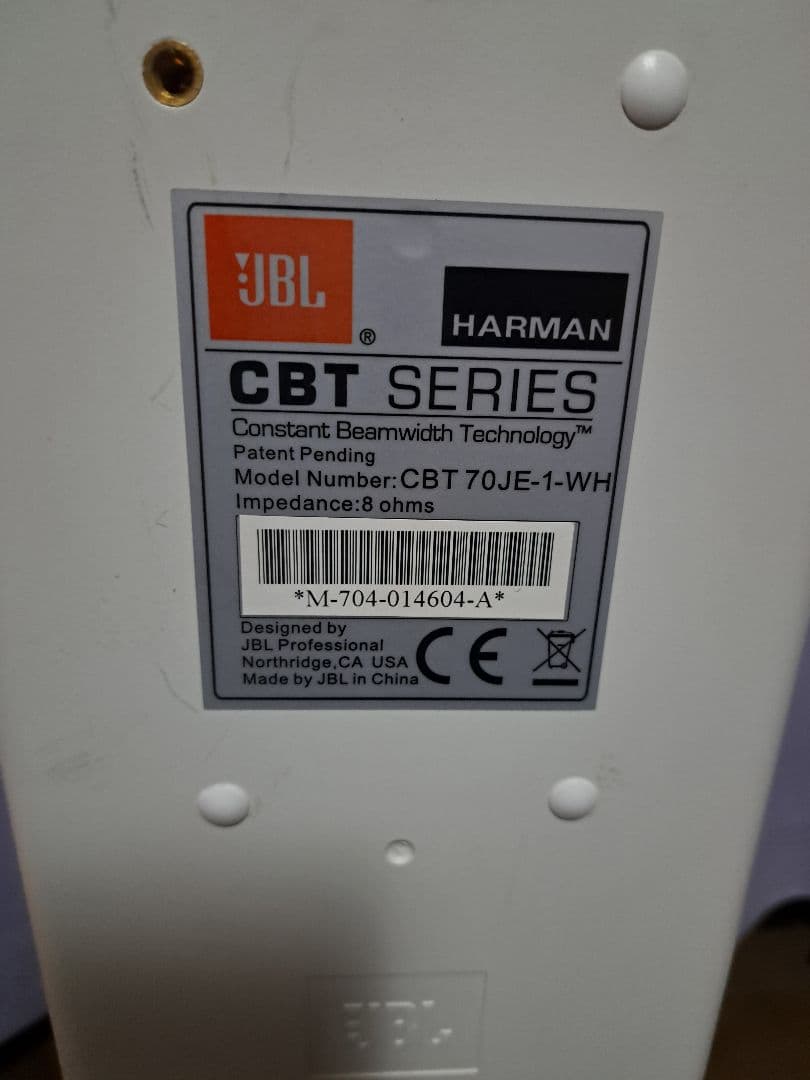 JBL
®
HARMAN
CBT SERIES
Constant Beamwidth Technology™
Patent Pending
Model Number:CBT 70JE-1-WH
Impedance:8 ohms
*M-704-014604-A*
Designed by
JBL Professional
Northridge,CA USA
Made by JBL in China
CE
JBL